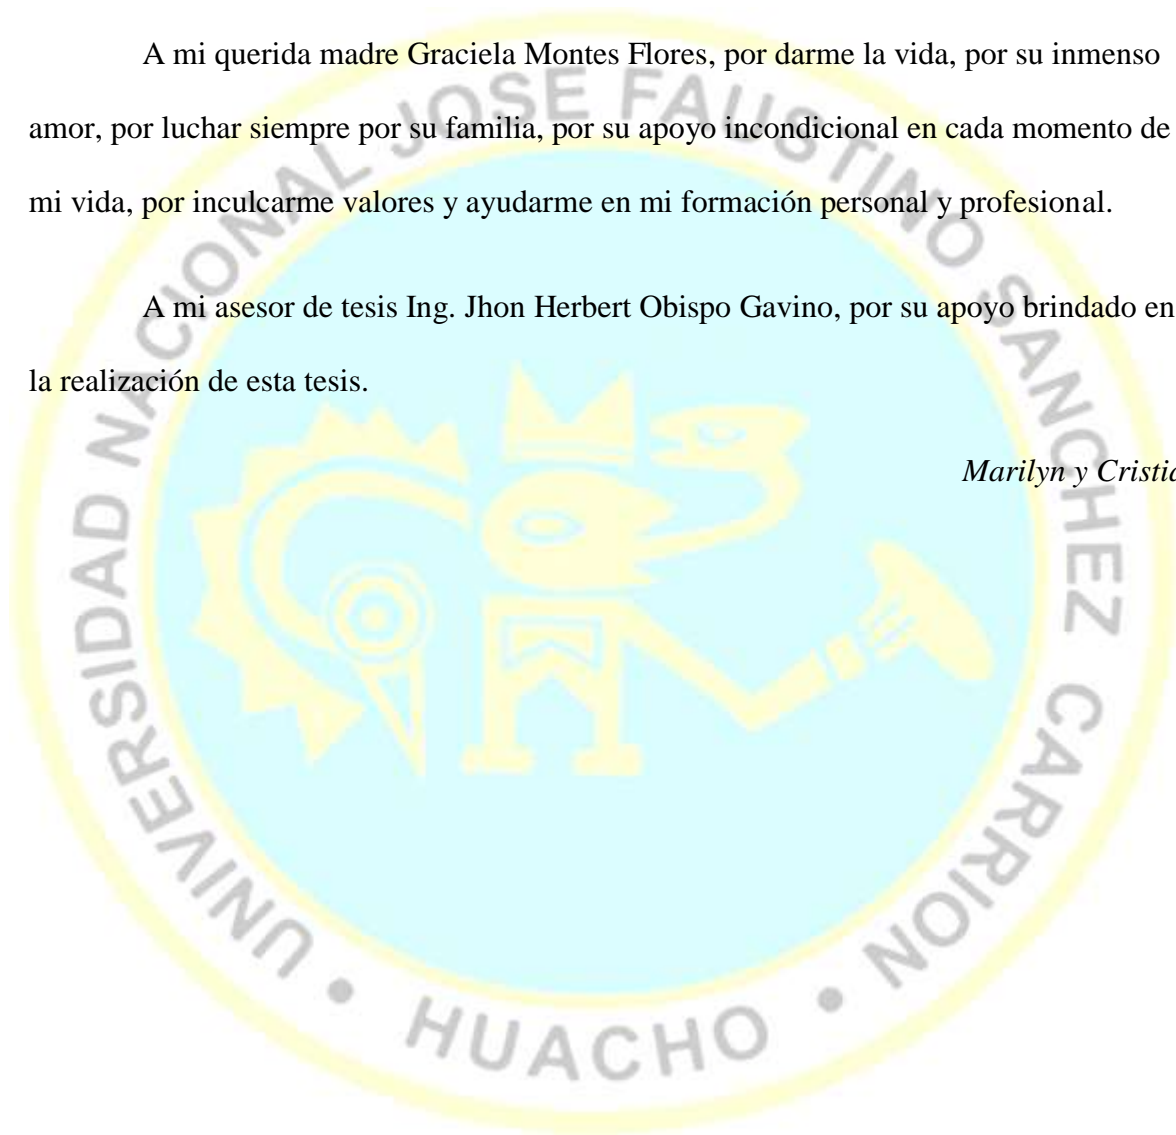 A mi querida madre Graciela Montes Flores, por darme la vida, por su inmenso
amor, por luchar siempre por su familia, por su apoyo incondicional en cada momento de
mi vida, por inculcarme valores y ayudarme en mi formación personal y profesional.
A mi asesor de tesis Ing. Jhon Herbert Obispo Gavino, por su apoyo brindado en
la realización de esta tesis.
Marilyn y
UNIVERSIDAD NACIONAL JOSE FAUSTINO SANCHEZ CARRION • HUACHO •